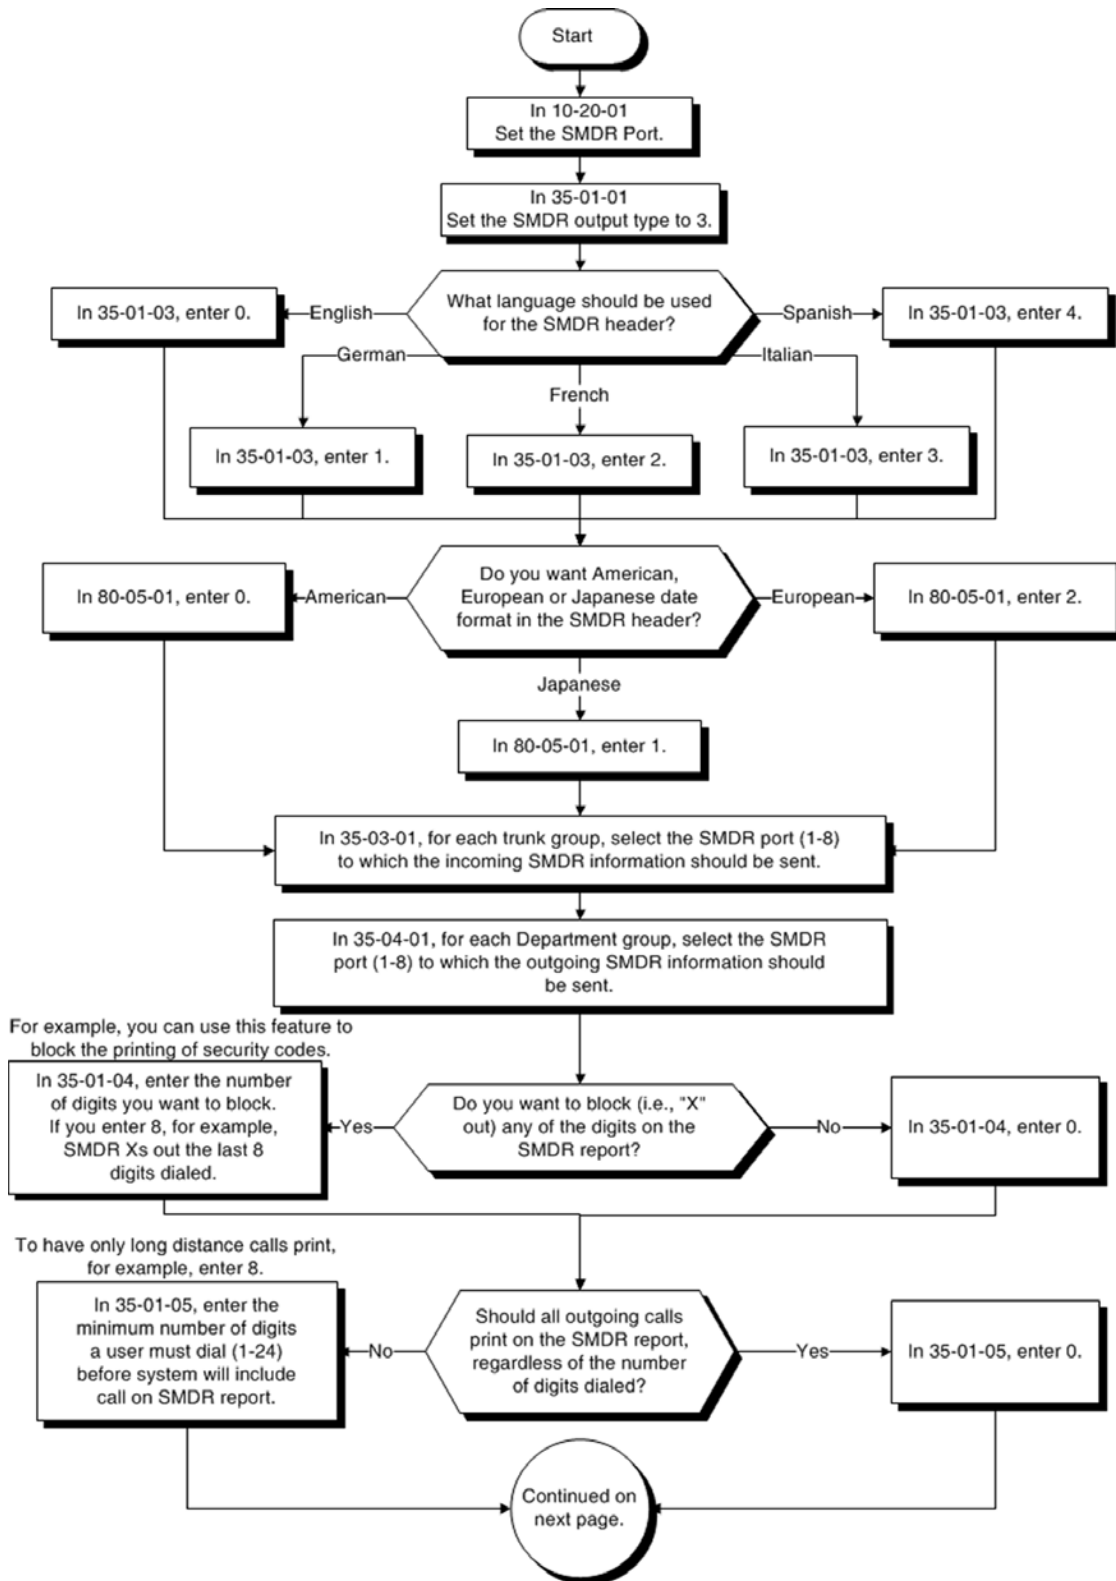 Start
In 10-20-01
Set the SMDR Port.
In 35-01-01
Set the SMDR output type to 3.
What language should be used
for the SMDR header?
English
In 35-01-03, enter 0.
Spanish
In 35-01-03, enter 4.
German
Italian
French
In 35-01-03, enter 1.
In 35-01-03, enter 2.
In 35-01-03, enter 3.
Do you want American,
European or Japanese date
format in the SMDR header?
American
In 80-05-01, enter 0.
European
In 80-05-01, enter 2.
Japanese
In 80-05-01, enter 1.
In 35-03-01, for each trunk group, select the SMDR port (1-8)
to which the incoming SMDR information should be sent.
In 35-04-01, for each Department group, select the SMDR
port (1-8) to which the outgoing SMDR information should
be sent.
For example, you can use this feature to
block the printing of security codes.
In 35-01-04, enter the number
of digits you want to block.
If you enter 8, for example,
SMDR Xs out the last 8
digits dialed.
Yes
Do you want to block (i.e., "X"
out) any of the digits on the
SMDR report?
No
In 35-01-04, enter 0.
To have only long distance calls print,
for example, enter 8.
In 35-01-05, enter the
minimum number of digits
a user must dial (1-24)
before system will include
call on SMDR report.
No
Should all outgoing calls
print on the SMDR report,
regardless of the number
of digits dialed?
Yes
In 35-01-05, enter 0.
Continued on
next page.